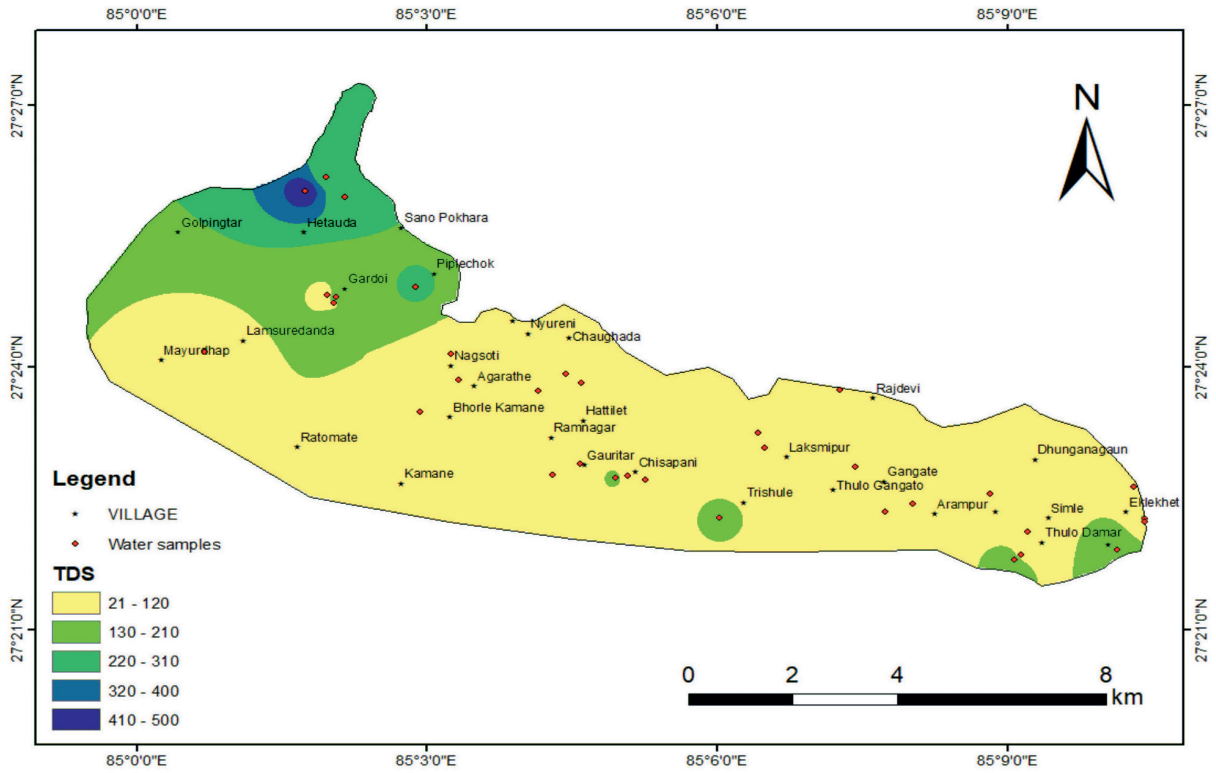 85°0'0"E 85°3'0"E 85°6'0"E 85°9'0"E
27°27'0"N 27°27'0"N
N
Golpingtar Hetauda Sano Pokhara
Gardoi Piplechok
Nyureni
Lamsuredanda Chaughada
27°24'0"N 27°24'0"N
Mayurdhap Nagsoti
Agarathe Rajdevi
Bhorle Kamane Hattilet
Ratomate Ramnagar
Laksmipur Dhunganagaun
Gauritar Chisapani
Kamane Gangate
Trishule Thulo Gangato
Arampur Simle Eklekhet
Thulo Damar
Legend
VILLAGE
Water samples
TDS
21 - 120
130 - 210
220 - 310
320 - 400
410 - 500
27°21'0"N 27°21'0"N
0 2 4 8
km
85°0'0"E 85°3'0"E 85°6'0"E 85°9'0"E